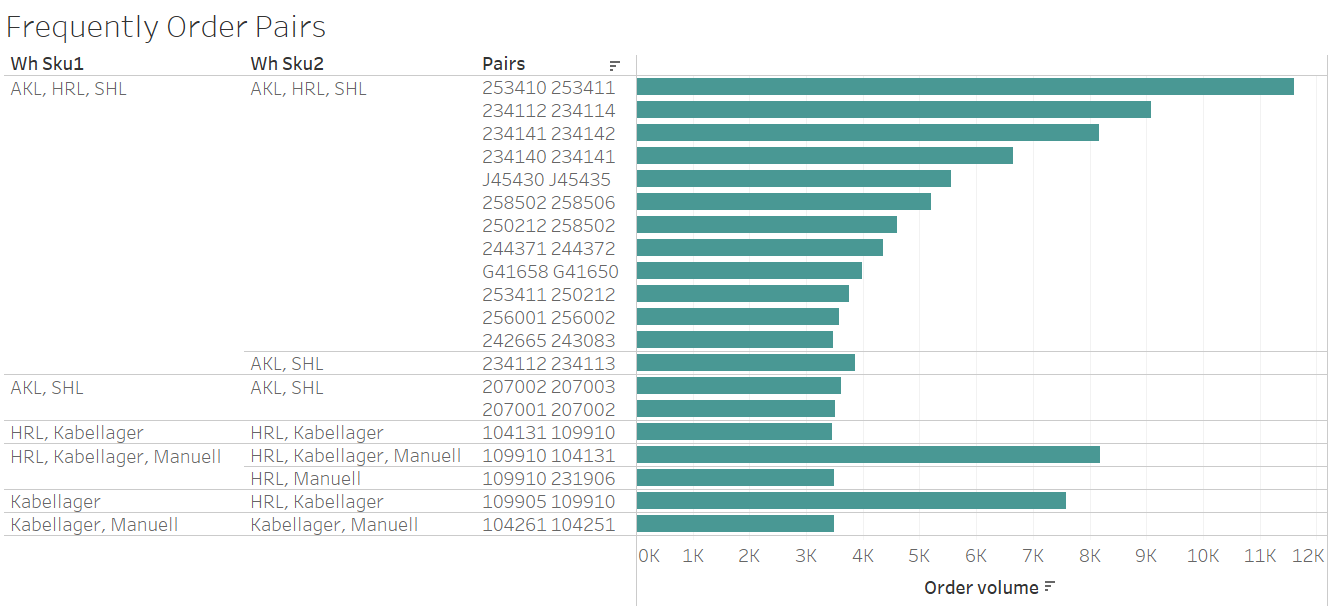 Frequently Order Pairs
Wh Sku1 Wh Sku2 Pairs
AKL, HRL, SHL AKL, HRL, SHL 253410 253411
234112 234114
234141 234142
234140 234141
J45430 J45435
258502 258506
250212 258502
244371 244372
G41658 G41650
253411 250212
256001 256002
242665 243083
AKL, SHL 234112 234113
AKL, SHL AKL, SHL 207002 207003
207001 207002
HRL, Kabellager HRL, Kabellager 104131 109910
HRL, Kabellager, Manuell HRL, Kabellager, Manuell 109910 104131
HRL, Manuell 109910 231906
Kabellager HRL, Kabellager 109905 109910
Kabellager, Manuell Kabellager, Manuell 104261 104251
0K 1K 2K 3K 4K 5K 6K 7K 8K 9K 10K 11K 12K
Order volume